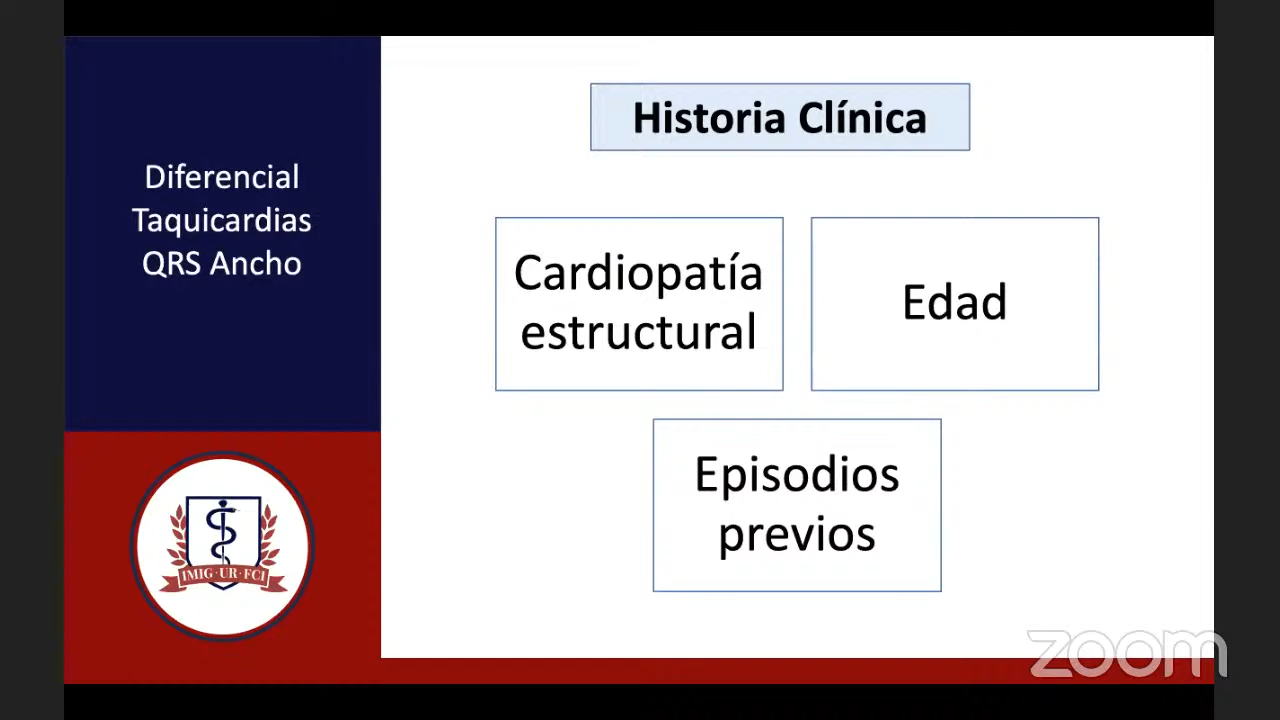 Historia Clínica
Diferencial
Taquicardias
QRS Ancho
Cardiopatía
estructural
Edad
Episodios
previos
IMIG·UR·FCI
zoom